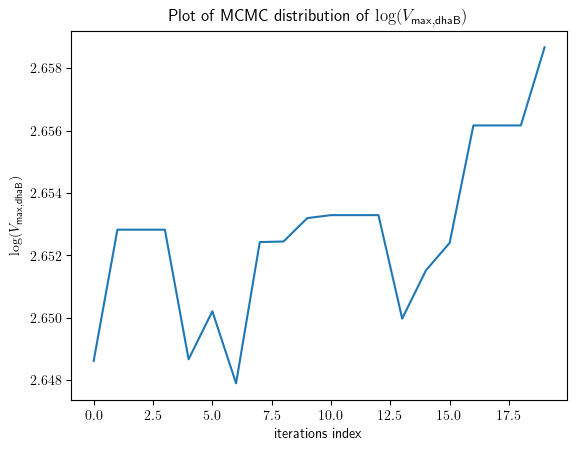 Plot of MCMC distribution of log(V_max,dhaB)
log(V_max,dhaB)
2.658
2.656
2.654
2.652
2.650
2.648
0.0 2.5 5.0 7.5 10.0 12.5 15.0 17.5
iterations index